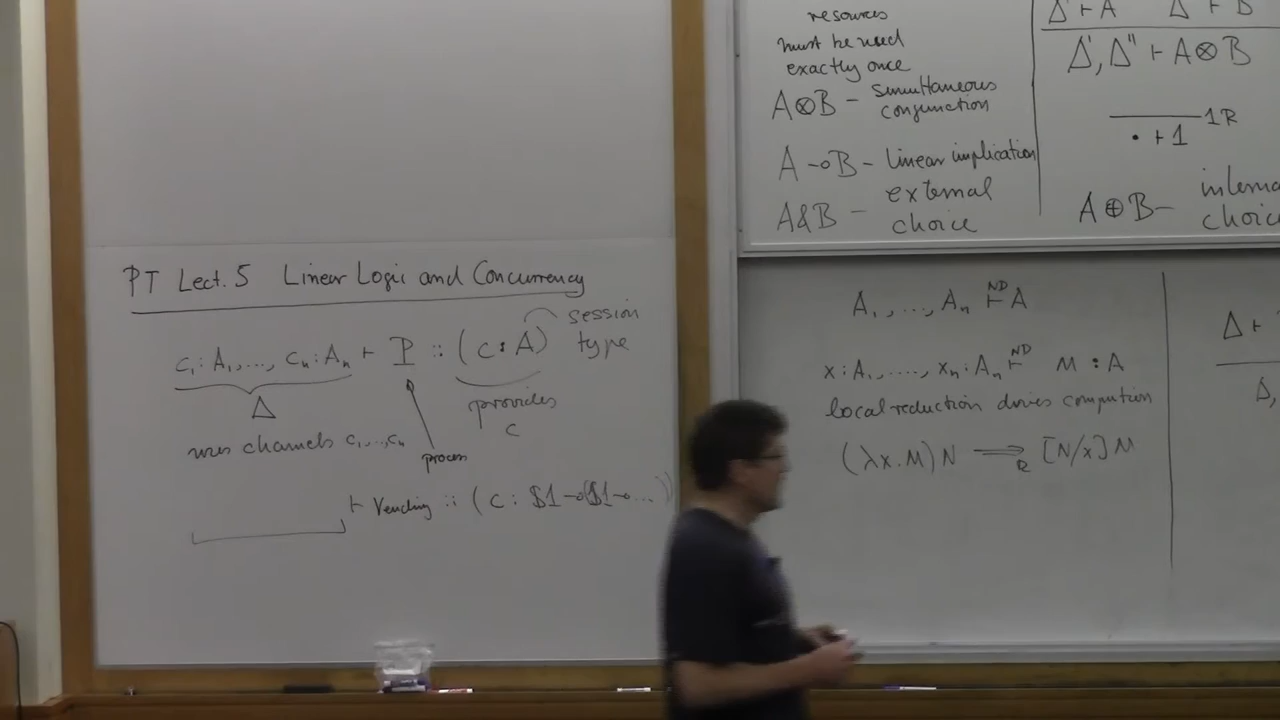 PT Lect. 5 Linear Logic and Concurrency
c₁:A₁,..., cₙ:Aₙ ⊢ P :: (c:A) session type
Δ
provides c
uses channels c₁,...,cₙ
process
⊢ Vending :: (c : $1 ⊸ ($1 ⊸ ... ))
resources
must be used
exactly once
A⊗B – simultaneous
conjunction
A ⊸ B – linear implication
A&B – external
choice
Δ' ⊢ A Δ'' ⊢ B
Δ', Δ'' ⊢ A⊗B
1R
· ⊢ 1
A⊕B –
choic
A₁, ..., Aₙ ⊢ᴺᴰ A
x:A₁, ...., xₙ:Aₙ ⊢ᴺᴰ M : A
local reduction drives computation
(λx.M)N ⟹ᵣ [N/x]M
Δ ⊢
Δ,